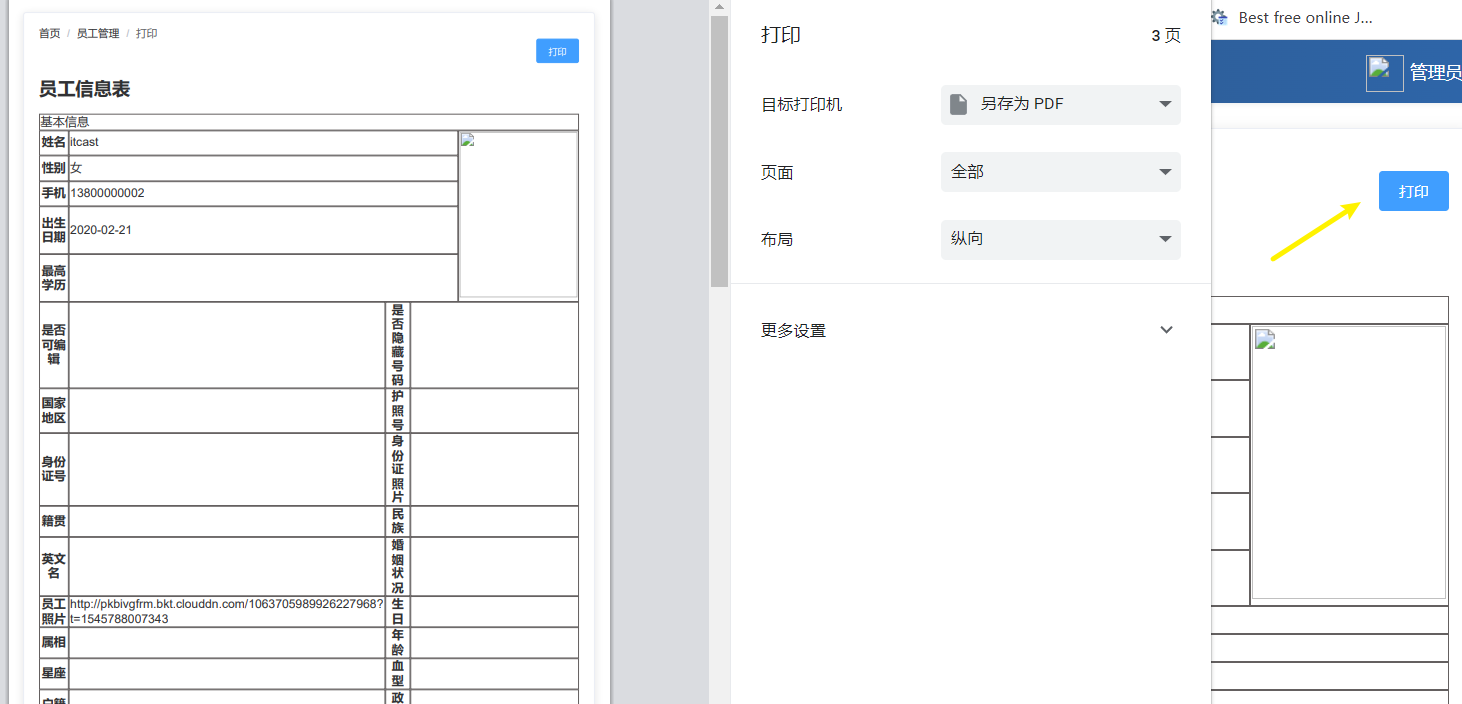 首页 / 员工管理 / 打印
打印
员工信息表
基本信息
姓名 itcast
性别 女
手机 13800000002
出生日期 2020-02-21
最高学历
是否可编辑 是否隐藏号码
国家地区 护照号
身份证号 身份证照片
籍贯 民族
英文名 婚姻状况
员工照片 http://pkbivgfrm.bkt.clouddn.com/1063705989926227968?t=1545788007343 生日
属相 年龄
星座 血型
户籍 政
打印 3 页
目标打印机 另存为 PDF
页面 全部
布局 纵向
更多设置
Best free online J...
管理员
打印